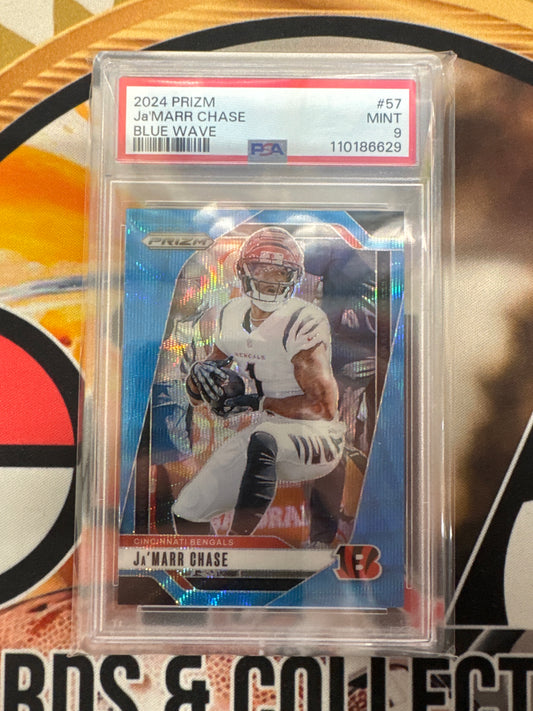 2024 PRIZM #57
Ja'MARR CHASE MINT
BLUE WAVE 9
PSA 110186629
PRIZM
BENGALS
1
CINCINNATI BENGALS
JA'MARR CHASE
B
RDS & COLLECT